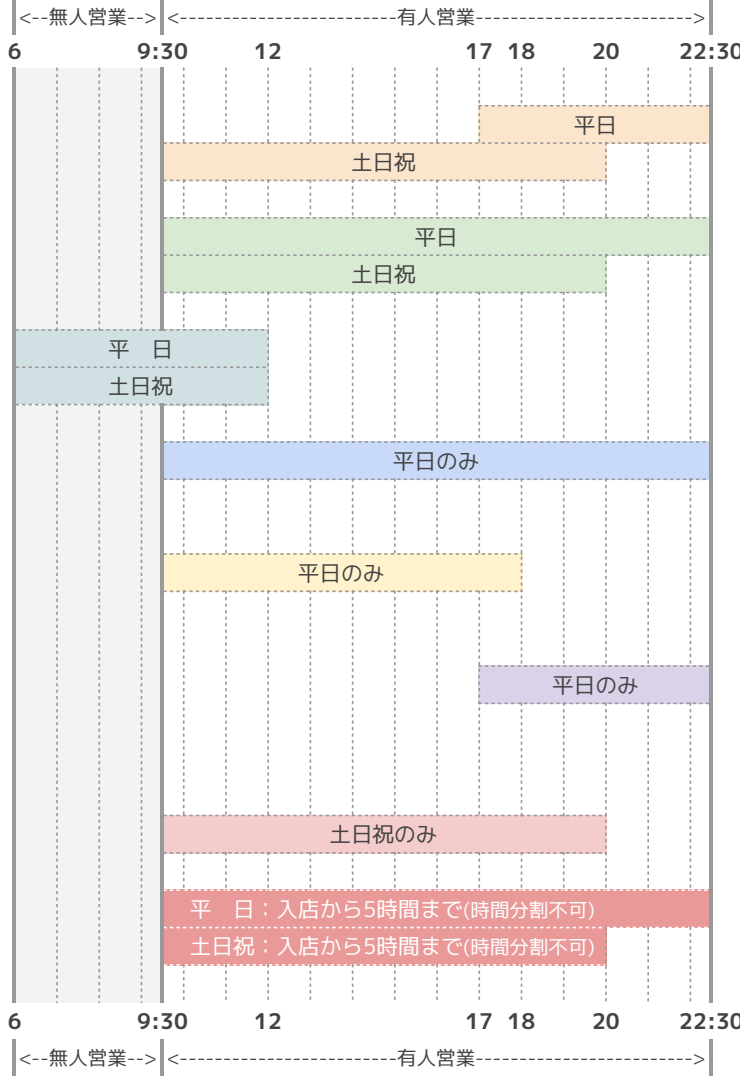 <--無人営業--> <-------------------------有人営業------------------------->
6 9:30 12 17 18 20 22:30
平日
土日祝
平日
土日祝
平　日
土日祝
平日のみ
平日のみ
平日のみ
土日祝のみ
平　日：入店から5時間まで(時間分割不可)
土日祝：入店から5時間まで(時間分割不可)
6 9:30 12 17 18 20 22:30
<--無人営業--> <-------------------------有人営業------------------------->